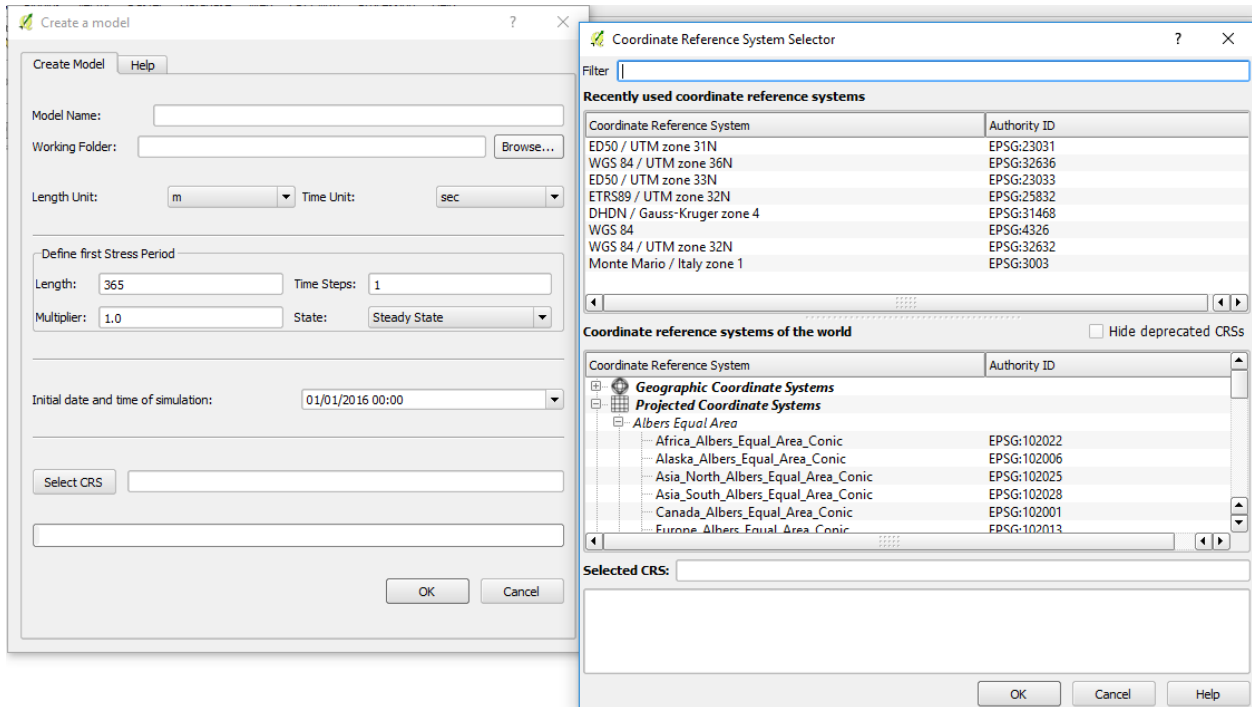 Create a model ?
Create Model Help
Model Name:
Working Folder: Browse...
Length Unit: m Time Unit: sec
Define first Stress Period
Length: 365 Time Steps: 1
Multiplier: 1.0 State: Steady State
Initial date and time of simulation: 01/01/2016 00:00
Select CRS
OK Cancel
Coordinate Reference System Selector ?
Filter
Recently used coordinate reference systems
Coordinate Reference System Authority ID
ED50 / UTM zone 31N EPSG:23031
WGS 84 / UTM zone 36N EPSG:32636
ED50 / UTM zone 33N EPSG:23033
ETRS89 / UTM zone 32N EPSG:25832
DHDN / Gauss-Kruger zone 4 EPSG:31468
WGS 84 EPSG:4326
WGS 84 / UTM zone 32N EPSG:32632
Monte Mario / Italy zone 1 EPSG:3003
Coordinate reference systems of the world Hide deprecated CRSs
Coordinate Reference System Authority ID
Geographic Coordinate Systems
Projected Coordinate Systems
Albers Equal Area
Africa_Albers_Equal_Area_Conic EPSG:102022
Alaska_Albers_Equal_Area_Conic EPSG:102006
Asia_North_Albers_Equal_Area_Conic EPSG:102025
Asia_South_Albers_Equal_Area_Conic EPSG:102028
Canada_Albers_Equal_Area_Conic EPSG:102001
Europe_Albers_Equal_Area_Conic EPSG:102013
Selected CRS:
OK Cancel Help